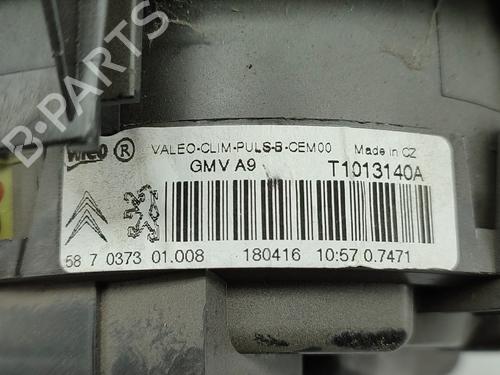 B-PARTS
Valeo ® VALEO-CLIM-PULS-B-CEM00 Made in CZ
GMV A9 T1013140A
58 7 0373 01.008 180416 10:57 0.7471